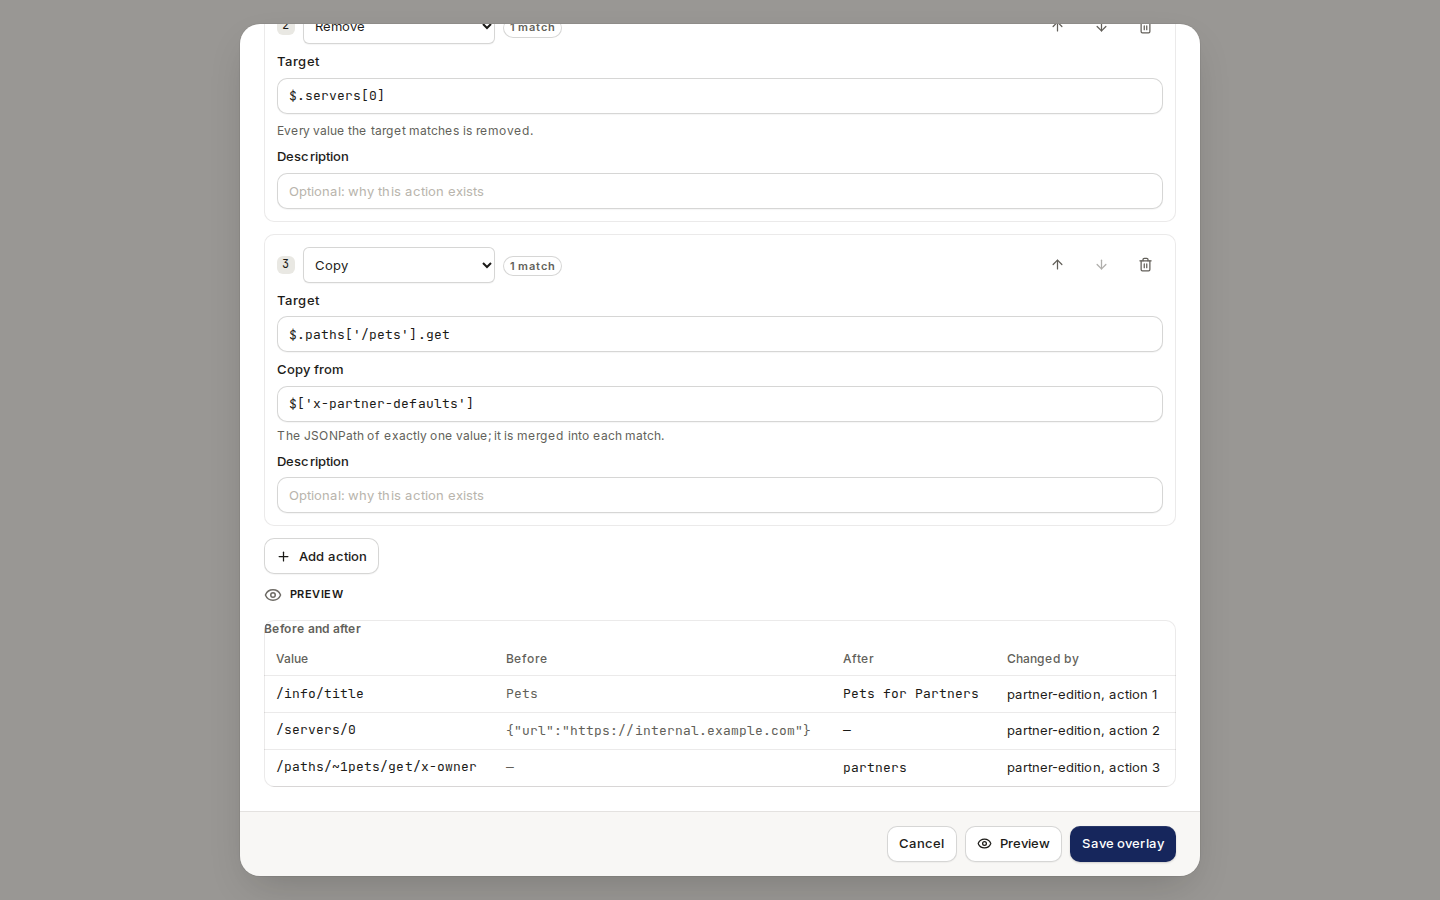 2 Remove 1 match
Target
$.servers[0]
Every value the target matches is removed.
Description
Optional: why this action exists
3 Copy 1 match
Target
$.paths['/pets'].get
Copy from
$['x-partner-defaults']
The JSONPath of exactly one value; it is merged into each match.
Description
Optional: why this action exists
Add action
PREVIEW
Before and after
Value Before After Changed by
/info/title Pets Pets for Partners partner-edition, action 1
/servers/0 {"url":"https://internal.example.com"} — partner-edition, action 2
/paths/~1pets/get/x-owner — partners partner-edition, action 3
Cancel Preview Save overlay